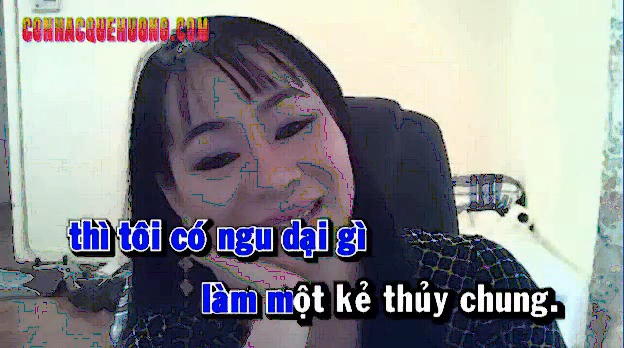 CONHACQUEHUONG.COM
thì tôi có ngu dại gì
làm một kẻ thủy chung.